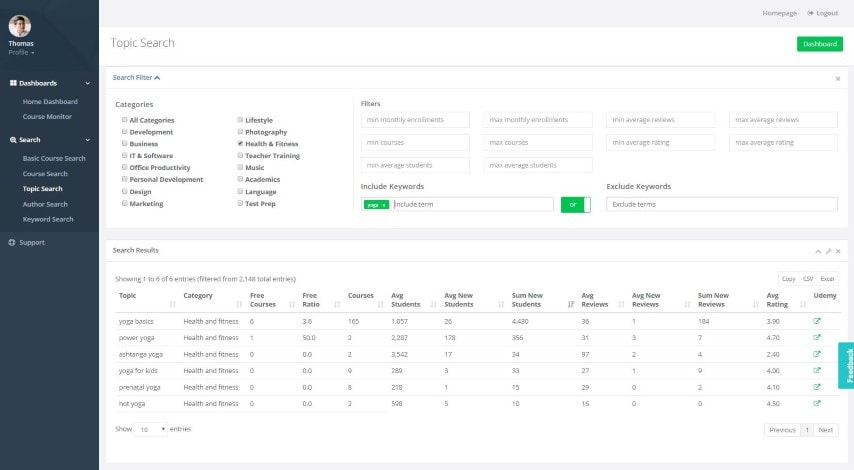 Homepage Logout
Thomas
Profile
Topic Search
Dashboard
Dashboards
Home Dashboard
Course Monitor
Search
Basic Course Search
Course Search
Topic Search
Author Search
Keyword Search
Support
Search Filter
Categories
All Categories
Development
Business
IT & Software
Office Productivity
Personal Development
Design
Marketing
Lifestyle
Photography
Health & Fitness
Teacher Training
Music
Academics
Language
Test Prep
Filters
min monthly enrollments max monthly enrollments min average reviews max average reviews
min courses max courses min average rating max average rating
min average students max average students
Include Keywords Exclude Keywords
yoga x Include term or Exclude terms
Search Results
Showing 1 to 6 of 6 entries (filtered from 2,148 total entries)
Copy CSV Excel
Topic Category Free Courses Free Ratio Courses Avg Students Avg New Students Sum New Students Avg Reviews Avg New Reviews Sum New Reviews Avg Rating Udemy
yoga basics Health and fitness 6 3.6 165 1,057 26 4,430 36 1 184 3.90
power yoga Health and fitness 1 50.0 2 2,287 178 356 31 3 7 4.70
ashtanga yoga Health and fitness 0 0.0 2 3,542 17 34 97 2 4 2.40
yoga for kids Health and fitness 0 0.0 9 289 3 33 27 1 9 4.00
prenatal yoga Health and fitness 0 0.0 8 218 1 15 29 0 2 4.10
hot yoga Health and fitness 0 0.0 2 598 5 10 16 0 0 4.50
Show 10 entries
Previous 1 Next
Feedback